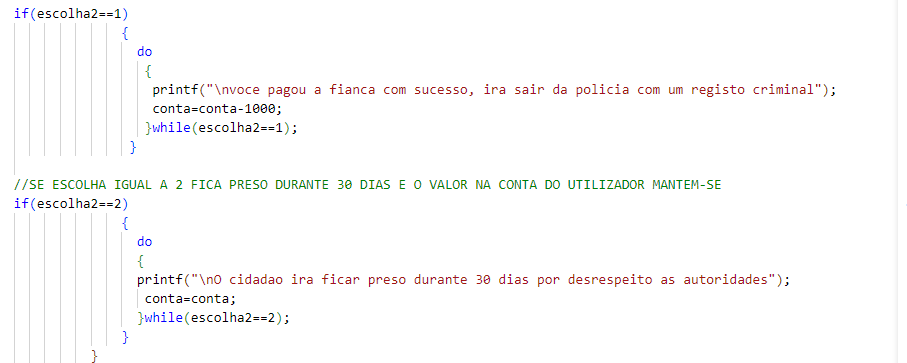 if(escolha2==1)
{
do
{
printf("\nvoce pagou a fianca com sucesso, ira sair da policia com um registo criminal");
conta=conta-1000;
}while(escolha2==1);
}
//SE ESCOLHA IGUAL A 2 FICA PRESO DURANTE 30 DIAS E O VALOR NA CONTA DO UTILIZADOR MANTEM-SE
if(escolha2==2)
{
do
{
printf("\nO cidadao ira ficar preso durante 30 dias por desrespeito as autoridades");
conta=conta;
}while(escolha2==2);
}
}